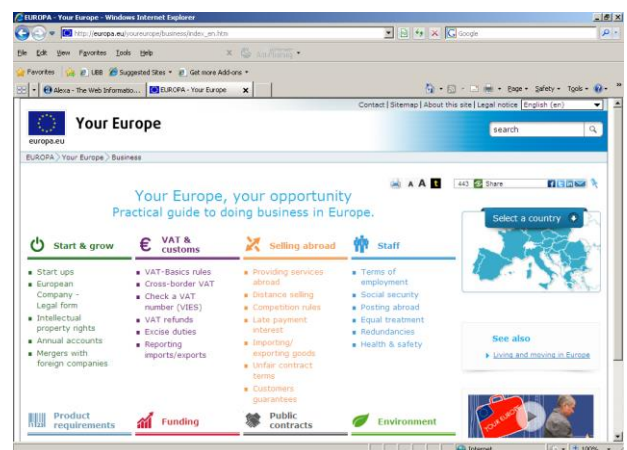 EUROPA - Your Europe - Windows Internet Explorer
http://europa.eu/youreurope/business/index_en.htm
Google
File Edit View Favorites Tools Help
Favorites UBB Suggested Sites Get more Add-ons
Alexa - The Web Informatio... EUROPA - Your Europe
Page Safety Tools
Contact | Sitemap | About this site | Legal notice English (en)
Your Europe
europa.eu
search
EUROPA > Your Europe > Business
A A t 443 Share
Your Europe, your opportunity
Practical guide to doing business in Europe.
Select a country
Start & grow
Start ups
European
Company -
Legal form
Intellectual
property rights
Annual accounts
Mergers with
foreign companies
VAT &
customs
VAT-Basics rules
Cross-border VAT
Check a VAT
number (VIES)
VAT refunds
Excise duties
Reporting
imports/exports
Selling abroad
Providing services
abroad
Distance selling
Competition rules
Late payment
interest
Importing/
exporting goods
Unfair contract
terms
Customers
guarantees
Staff
Terms of
employment
Social security
Posting abroad
Equal treatment
Redundancies
Health & safety
See also
Living and moving in Europe
Product
requirements
Funding
Public
contracts
Environment
YOUR EUROPE
Internet
100%